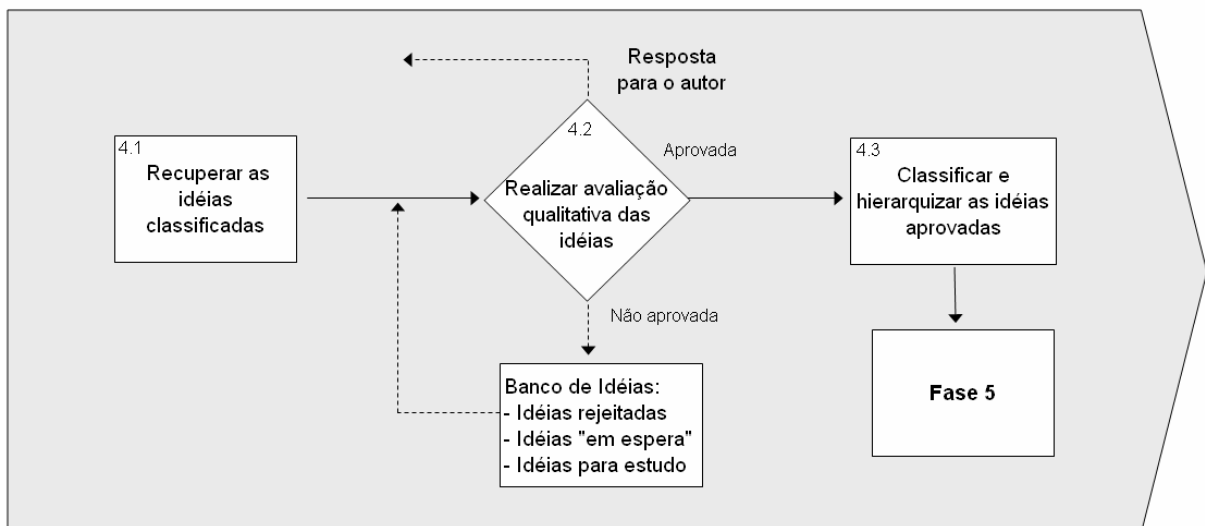 Resposta
para o autor
4.1
Recuperar as
idéias
classificadas
4.2
Realizar avaliação
qualitativa das
idéias
Aprovada
4.3
Classificar e
hierarquizar as idéias
aprovadas
Não aprovada
Banco de Idéias:
- Idéias rejeitadas
- Idéias "em espera"
- Idéias para estudo
Fase 5